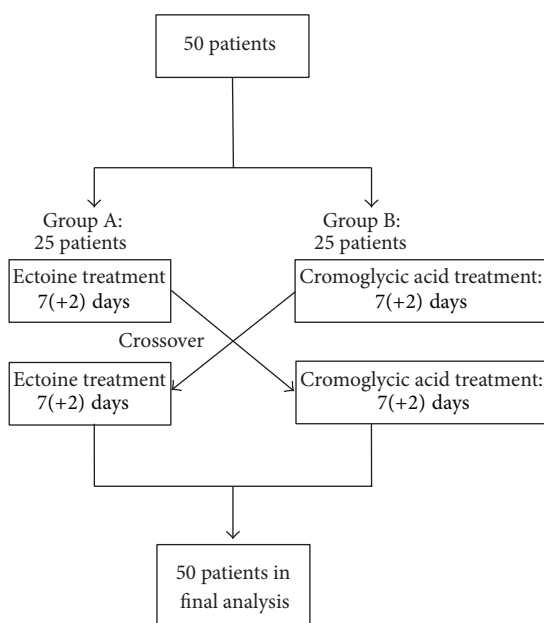 50 patients
Group A:
25 patients
Group B:
25 patients
Ectoine treatment
7(+2) days
Cromoglycic acid treatment:
7(+2) days
Crossover
Ectoine treatment
7(+2) days
Cromoglycic acid treatment:
7(+2) days
50 patients in
final analysis